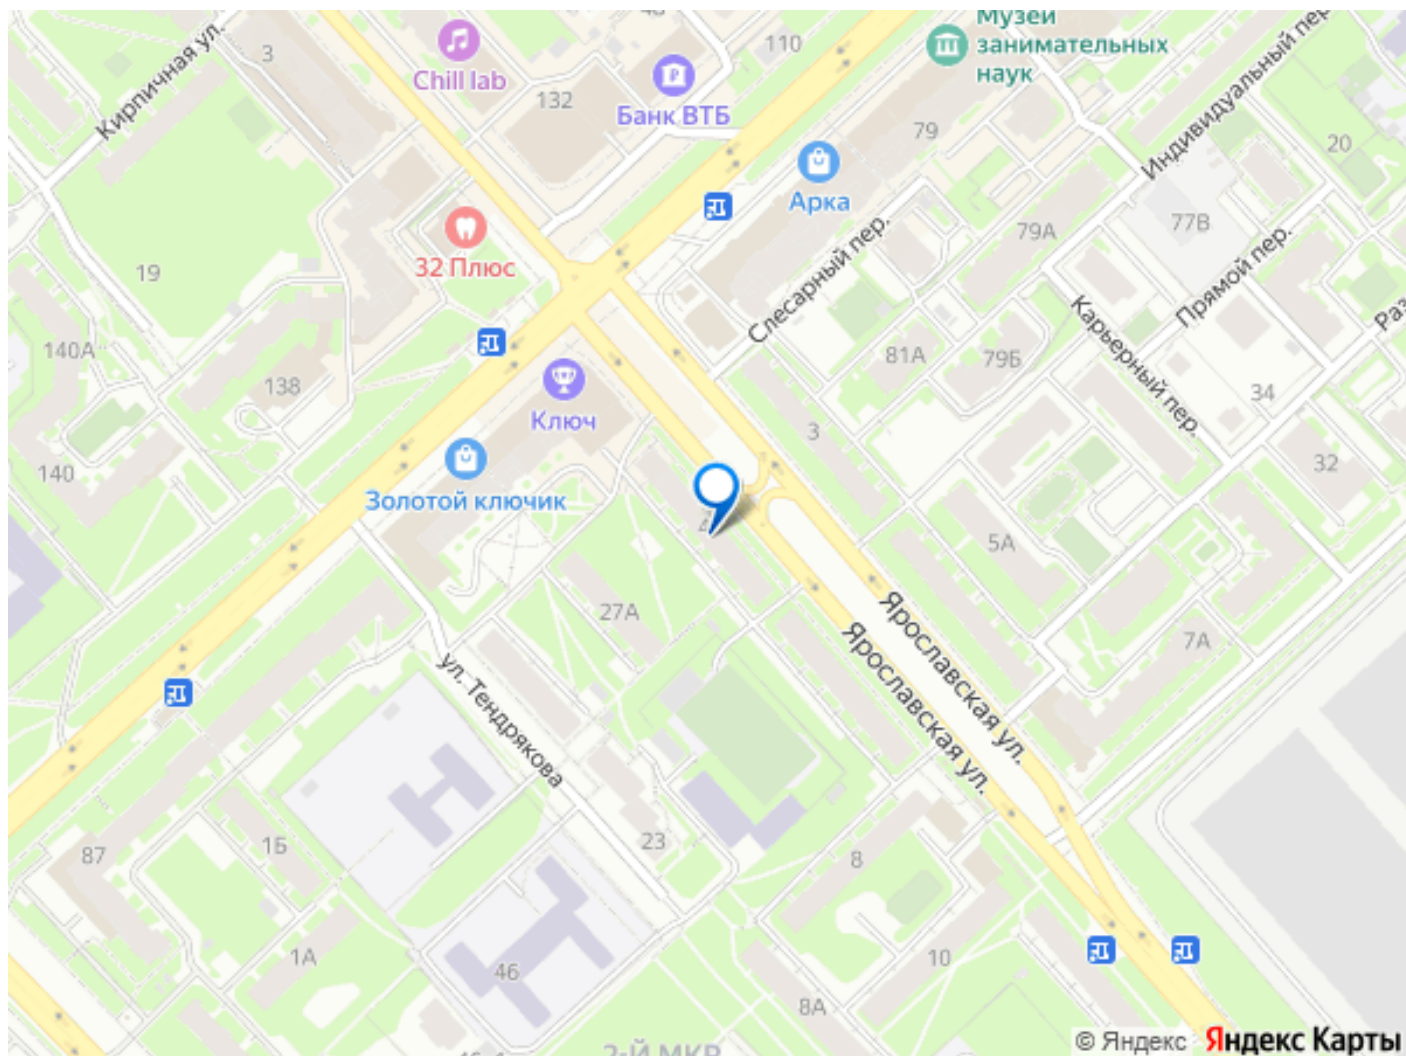 Музей
занимательных
наук
Индивидуальный пер.
Кирпичная ул.
3
Chill lab
132
110
Банк ВТБ
79
20
Арка
77В
79А
32 Плюс
19
Слесарный пер.
Прямой пер.
Раз
Карьерный пер.
140А
138
81А
79Б
34
Ключ
3
140
Золотой ключик
32
5А
27А
Ярославская ул.
Ярославская ул.
7А
ул. Тендрякова
87
1Б
23
8
1А
46
10
8А
2-Й МКР
© Яндекс Яндекс Карты